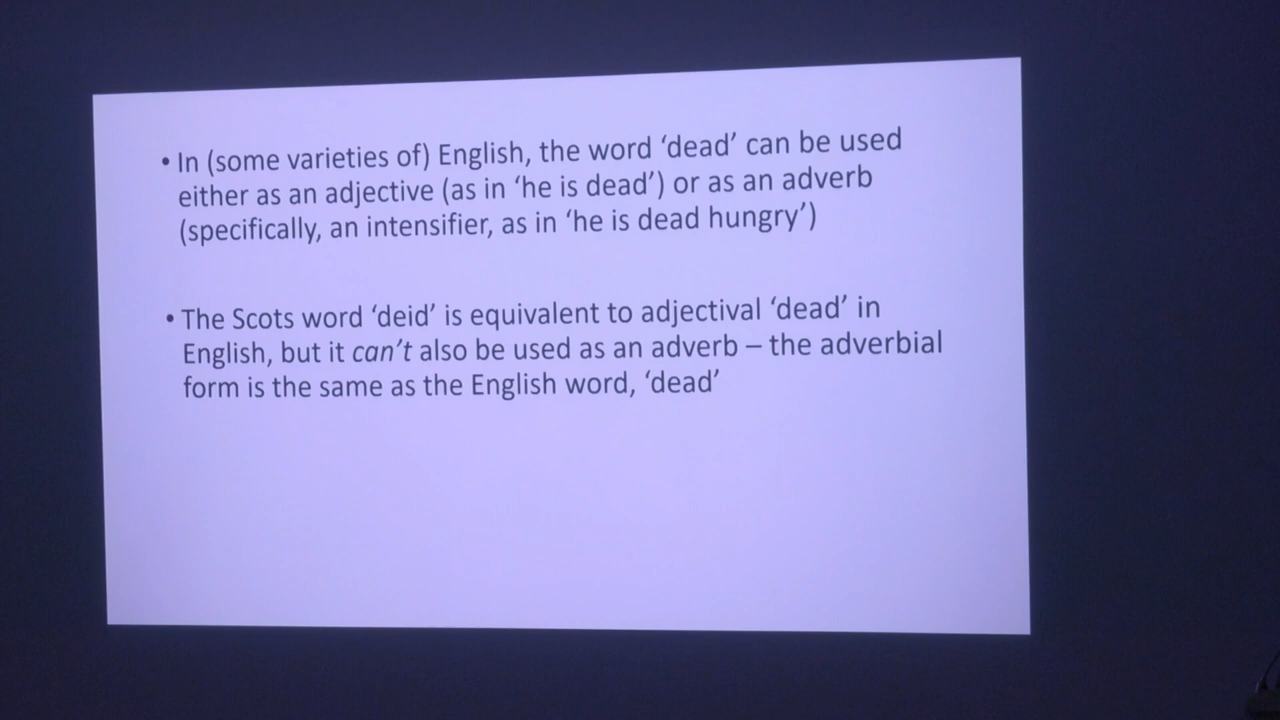 • In (some varieties of) English, the word ‘dead’ can be used
either as an adjective (as in ‘he is dead’) or as an adverb
(specifically, an intensifier, as in ‘he is dead hungry’)
• The Scots word ‘deid’ is equivalent to adjectival ‘dead’ in
English, but it can’t also be used as an adverb – the adverbial
form is the same as the English word, ‘dead’